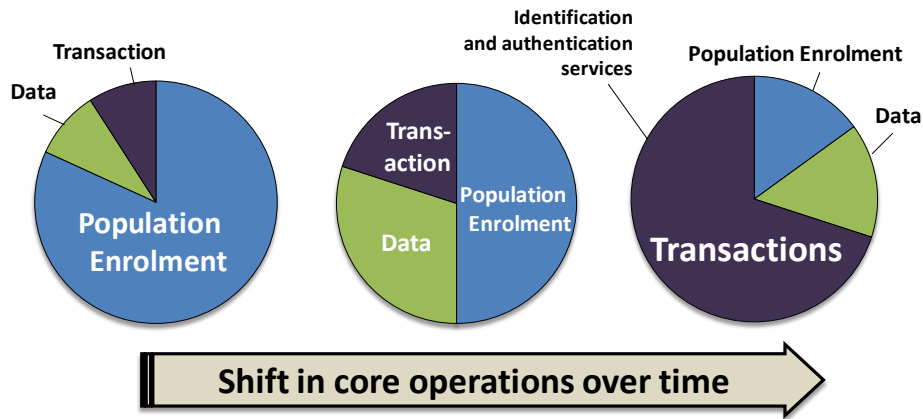 Transaction
Data
Population
Enrolment
Trans-
action
Data
Population
Enrolment
Identification
and authentication
services
Population Enrolment
Data
Transactions
Shift in core operations over time